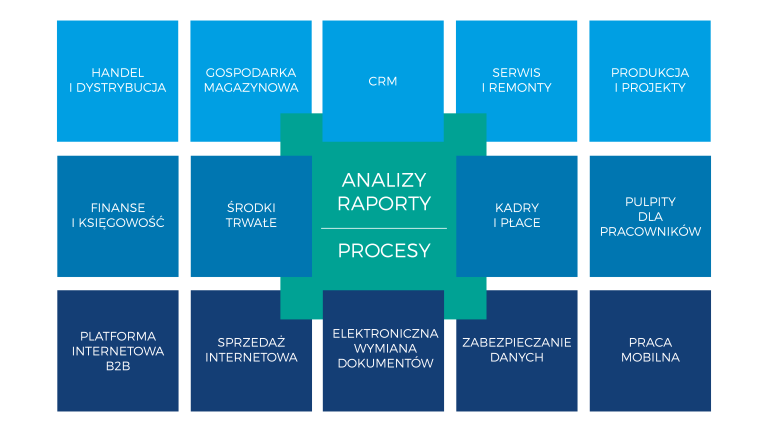 HANDEL
I DYSTRYBUCJA
GOSPODARKA
MAGAZYNOWA
CRM
SERWIS
I REMONTY
PRODUKCJA
I PROJEKTY
FINANSE
I KSIĘGOWOŚĆ
ŚRODKI
TRWAŁE
ANALIZY
RAPORTY
PROCESY
KADRY
I PŁACE
PULPITY
DLA
PRACOWNIKÓW
PLATFORMA
INTERNETOWA
B2B
SPRZEDAŻ
INTERNETOWA
ELEKTRONICZNA
WYMIANA
DOKUMENTÓW
ZABEZPIECZANIE
DANYCH
PRACA
MOBILNA